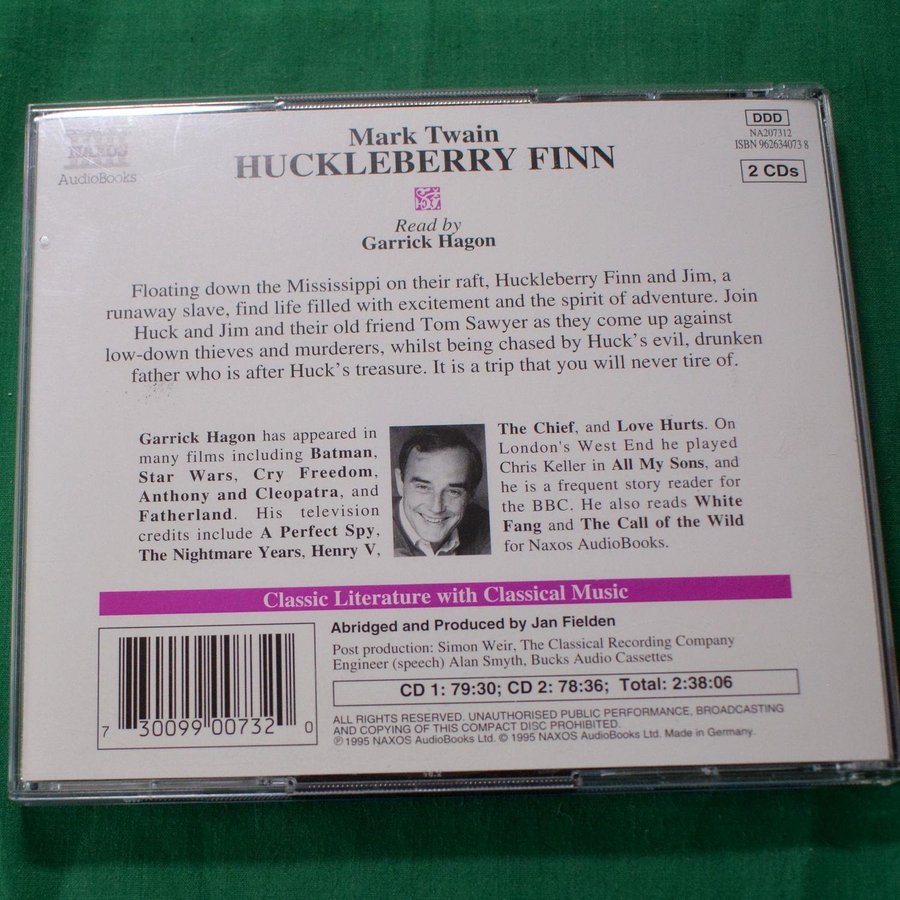 NAXOS
AudioBooks
Mark Twain
HUCKLEBERRY FINN
DDD
NA207312
ISBN 962634073 8
2 CDs
Read by
Garrick Hagon
Floating down the Mississippi on their raft, Huckleberry Finn and Jim, a
runaway slave, find life filled with excitement and the spirit of adventure. Join
Huck and Jim and their old friend Tom Sawyer as they come up against
low-down thieves and murderers, whilst being chased by Huck's evil, drunken
father who is after Huck's treasure. It is a trip that you will never tire of.
Garrick Hagon has appeared in
many films including Batman,
Star Wars, Cry Freedom,
Anthony and Cleopatra, and
Fatherland. His television
credits include A Perfect Spy,
The Nightmare Years, Henry V,
The Chief, and Love Hurts. On
London's West End he played
Chris Keller in All My Sons, and
he is a frequent story reader for
the BBC. He also reads White
Fang and The Call of the Wild
for Naxos AudioBooks.
Classic Literature with Classical Music
7 30099 00732 0
Abridged and Produced by Jan Fielden
Post production: Simon Weir, The Classical Recording Company
Engineer (speech) Alan Smyth, Bucks Audio Cassettes
CD 1: 79:30; CD 2: 78:36; Total: 2:38:06
ALL RIGHTS RESERVED. UNAUTHORISED PUBLIC PERFORMANCE, BROADCASTING
AND COPYING OF THIS COMPACT DISC PROHIBITED.
℗ 1995 NAXOS AudioBooks Ltd. © 1995 NAXOS AudioBooks Ltd. Made in Germany.